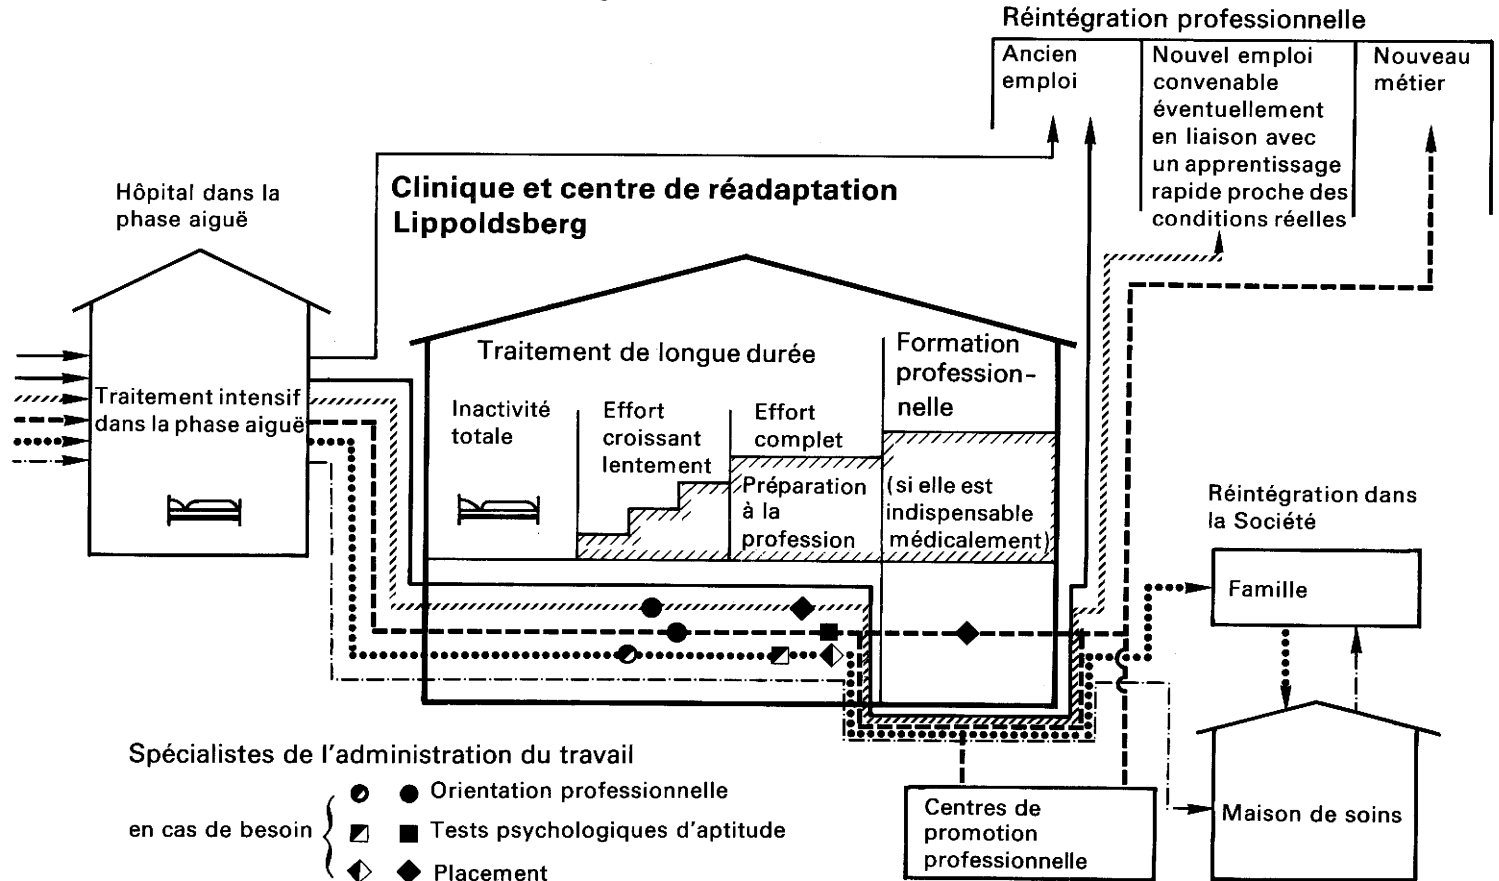 Réintégration professionnelle
Ancien
emploi
Nouvel emploi
convenable
éventuellement
en liaison avec
un apprentissage
rapide proche des
conditions réelles
Nouveau
métier
Hôpital dans la
phase aiguë
Clinique et centre de réadaptation
Lippoldsberg
Traitement intensif
dans la phase aiguë
Traitement de longue durée
Inactivité
totale
Effort
croissant
lentement
Effort
complet
Préparation
à la
profession
Formation
profession-
nelle
(si elle est
indispensable
médicalement)
Réintégration dans
la Société
Famille
Maison de soins
Centres de
promotion
professionnelle
Spécialistes de l'administration du travail
en cas de besoin
Orientation professionnelle
Tests psychologiques d'aptitude
Placement